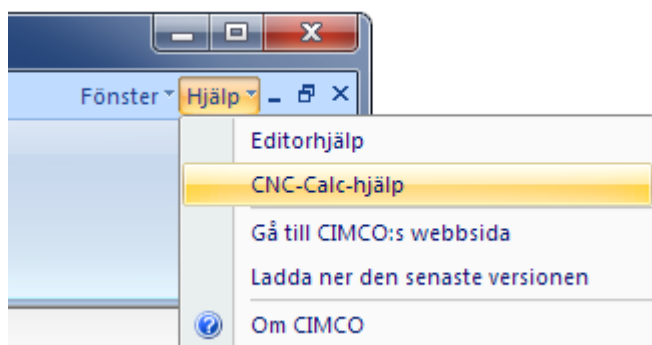 Fönster Hjälp
Editorhjälp
CNC-Calc-hjälp
Gå till CIMCO:s webbsida
Ladda ner den senaste versionen
Om CIMCO